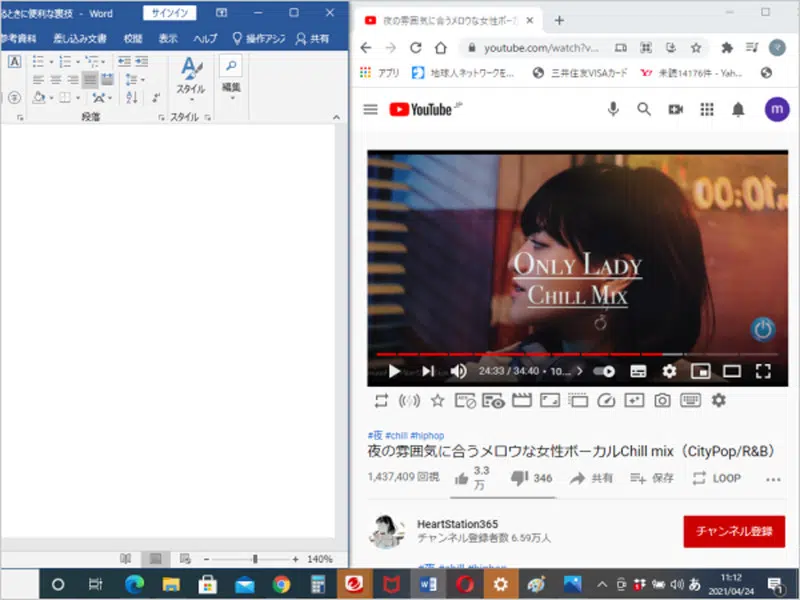 るときに便利な裏技 - Word
サインイン
参考資料 差し込み文書 校閲 表示 ヘルプ 操作アシ 共有
スタイル
編集
段落
スタイル
140%
夜の雰囲気に合うメロウな女性ボーカ
youtube.com/watch?v...
アプリ
地球人ネットワークを...
三井住友VISAカード
未読14176件 - Yah...
YouTube JP
m
10:00:
ONLY LADY
CHILL MIX
24:33 / 34:40 • 10...
#夜 #chill #hiphop
夜の雰囲気に合うメロウな女性ボーカルChill mix（CityPop/R&B）
1,437,409 回視
3.3
万
346
共有
保存
LOOP
HeartStation365
チャンネル登録者数 6.59万人
チャンネル登録
#夜 #chill #hiphop
あ
11:12
2021/04/24
1